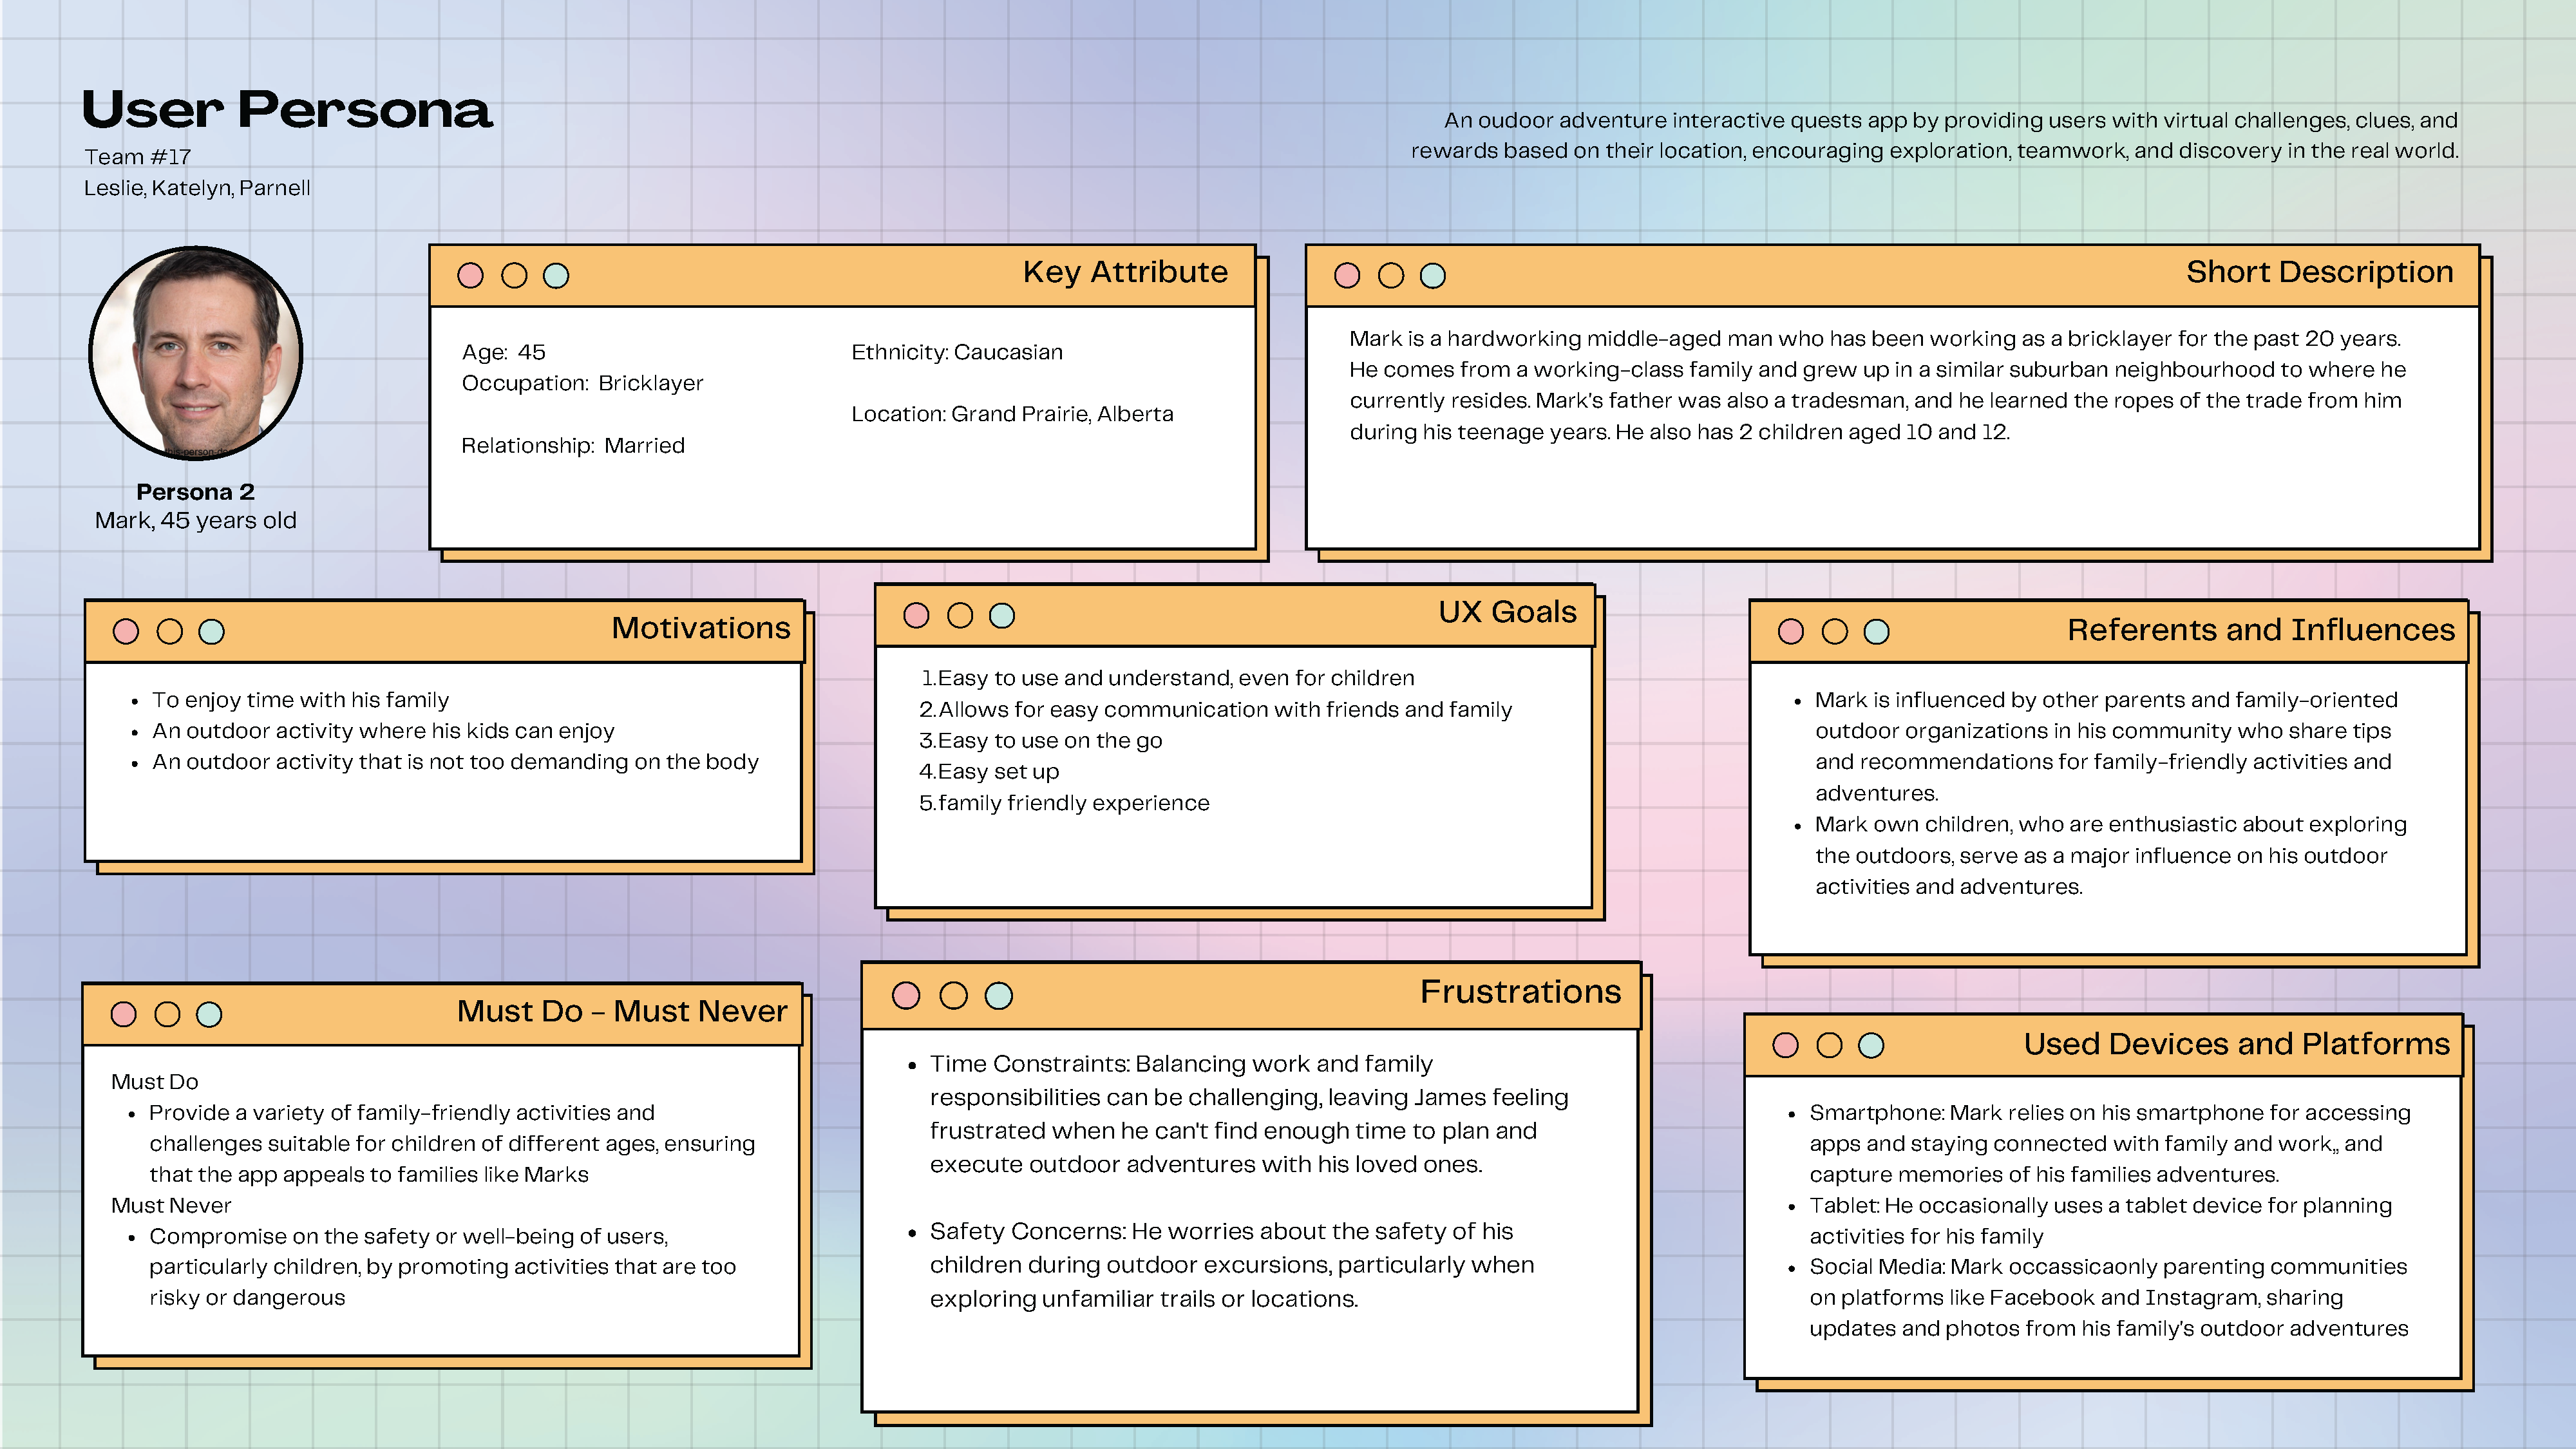 User Persona
Team #17
Leslie, Katelyn, Parnell
An oudoor adventure interactive quests app by providing users with virtual challenges, clues, and
rewards based on their location, encouraging exploration, teamwork, and discovery in the real world.
Persona 2
Mark, 45 years old
Key Attribute
Age: 45
Occupation: Bricklayer
Relationship: Married
Ethnicity: Caucasian
Location: Grand Prairie, Alberta
Short Description
Mark is a hardworking middle-aged man who has been working as a bricklayer for the past 20 years.
He comes from a working-class family and grew up in a similar suburban neighbourhood to where he
currently resides. Mark's father was also a tradesman, and he learned the ropes of the trade from him
during his teenage years. He also has 2 children aged 10 and 12.
Motivations
• To enjoy time with his family
• An outdoor activity where his kids can enjoy
• An outdoor activity that is not too demanding on the body
UX Goals
1.Easy to use and understand, even for children
2.Allows for easy communication with friends and family
3.Easy to use on the go
4.Easy set up
5.family friendly experience
Referents and Influences
• Mark is influenced by other parents and family-oriented
outdoor organizations in his community who share tips
and recommendations for family-friendly activities and
adventures.
• Mark own children, who are enthusiastic about exploring
the outdoors, serve as a major influence on his outdoor
activities and adventures.
Must Do - Must Never
Must Do
• Provide a variety of family-friendly activities and
challenges suitable for children of different ages, ensuring
that the app appeals to families like Marks
Must Never
• Compromise on the safety or well-being of users,
particularly children, by promoting activities that are too
risky or dangerous
Frustrations
• Time Constraints: Balancing work and family
responsibilities can be challenging, leaving James feeling
frustrated when he can't find enough time to plan and
execute outdoor adventures with his loved ones.
• Safety Concerns: He worries about the safety of his
children during outdoor excursions, particularly when
exploring unfamiliar trails or locations.
Used Devices and Platforms
• Smartphone: Mark relies on his smartphone for accessing
apps and staying connected with family and work,, and
capture memories of his families adventures.
• Tablet: He occasionally uses a tablet device for planning
activities for his family
• Social Media: Mark occassicaonly parenting communities
on platforms like Facebook and Instagram, sharing
updates and photos from his family's outdoor adventures